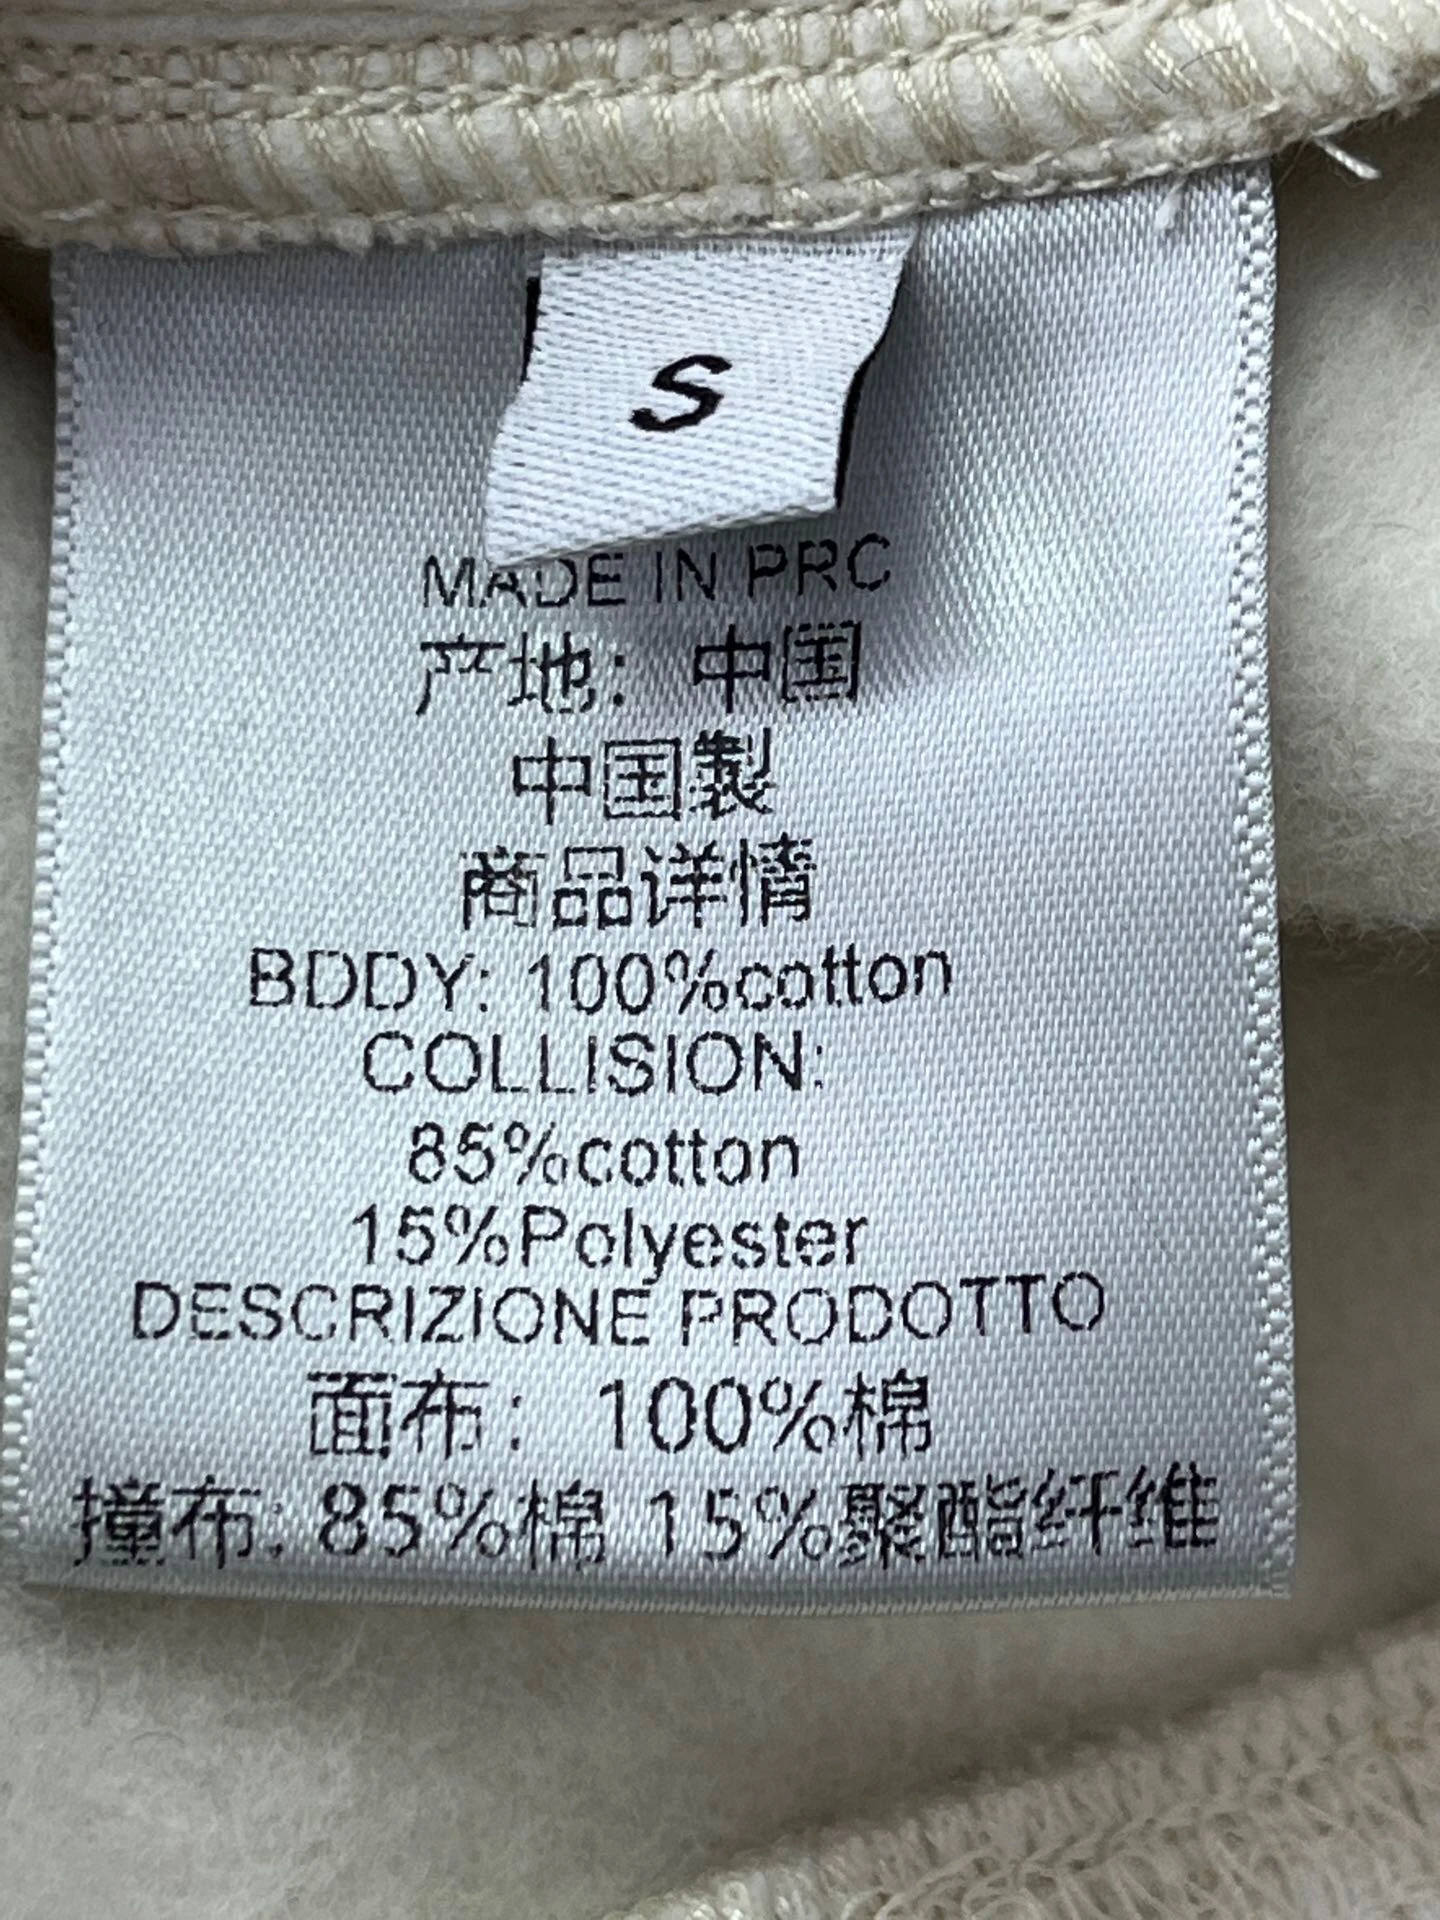 S
MADE IN PRC
产地：中国
中国製
商品详情
BDDY: 100%cotton
COLLISION:
85%cotton
15%Polyester
DESCRIZIONE PRODOTTO
面布：100%棉
撞布: 85%棉 15%聚酯纤维